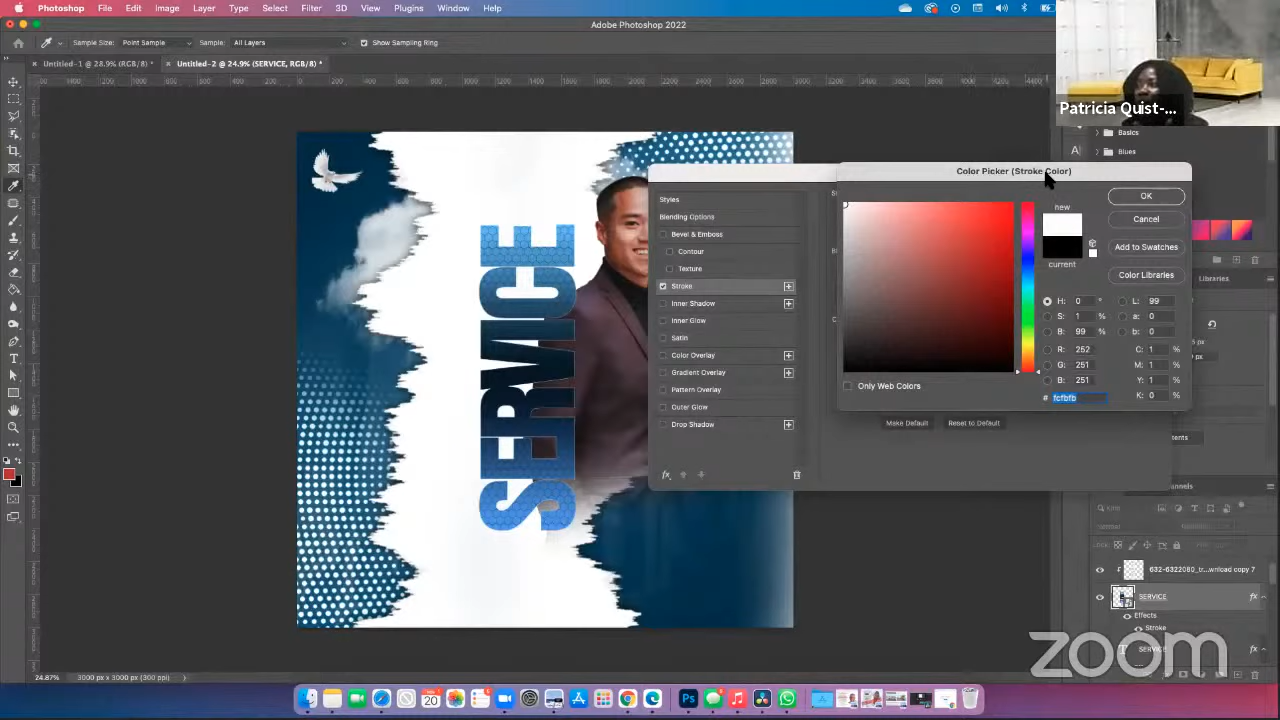 Photoshop File Edit Image Layer Type Select Filter 3D View Plugins Window Help
Adobe Photoshop 2022
Sample Size: Point Sample Sample: All Layers Show Sampling Ring
Untitled-1 @ 28.9% (RGB/8) * Untitled-2 @ 24.9% (SERVICE, RGB/8) *
Patricia Quist-...
Basics
Blues
SERVICE
Styles
Blending Options
Bevel & Emboss
Contour
Texture
Stroke
Inner Shadow
Inner Glow
Satin
Color Overlay
Gradient Overlay
Pattern Overlay
Outer Glow
Drop Shadow
fx
Color Picker (Stroke Color)
new
current
OK
Cancel
Add to Swatches
Color Libraries
H: 0 ° L: 99
S: 1 % a: 0
B: 99 % b: 0
R: 252 C: 1 %
G: 251 M: 1 %
B: 251 Y: 1 %
# fcfbfb K: 0 %
Only Web Colors
Make Default Reset to Default
Libraries
Lock:
632-6322080_tr...wnload copy 7
SERVICE fx
Effects
Stroke
SERVICE fx
24.87% 3000 px x 3000 px (300 ppi)
zoom